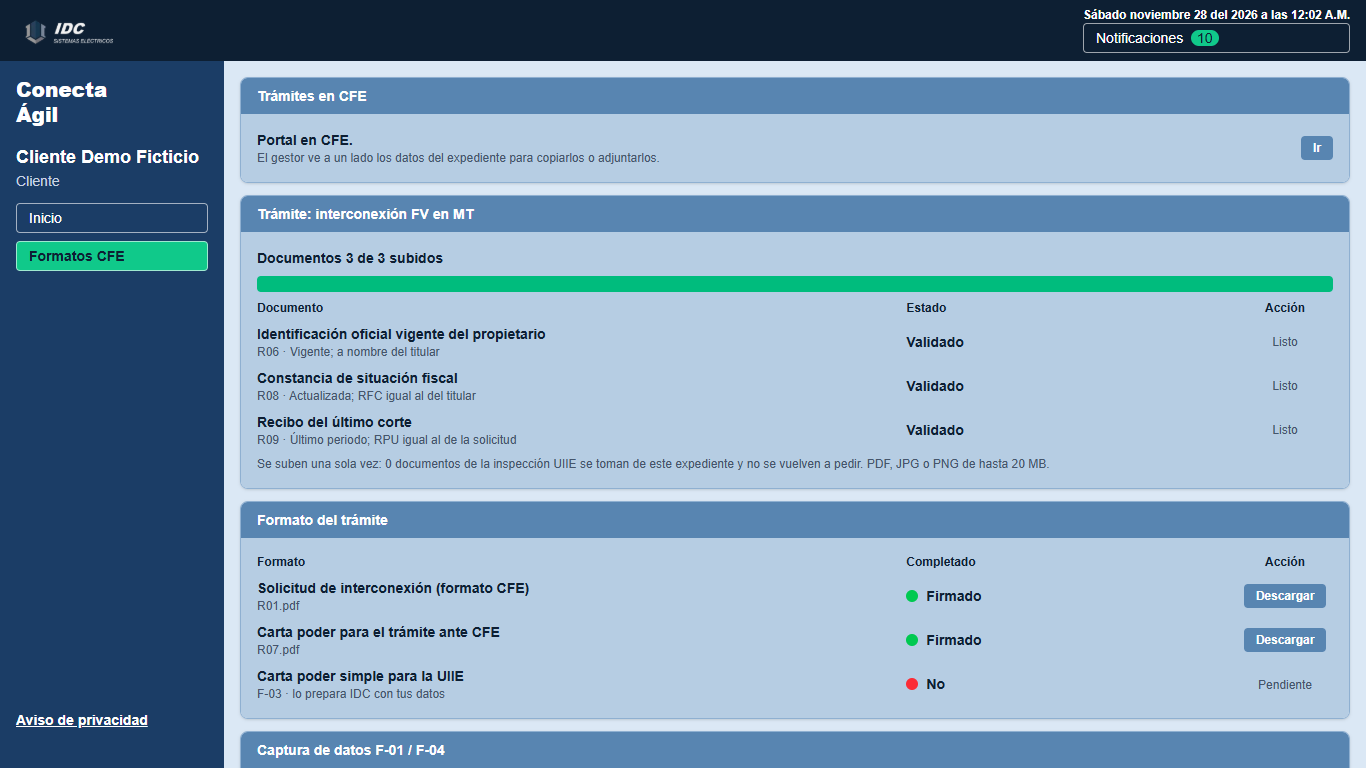 IDC
SISTEMAS ELÉCTRICOS
Sábado noviembre 28 del 2026 a las 12:02 A.M.
Notificaciones 10
Conecta
Ágil
Cliente Demo Ficticio
Cliente
Inicio
Formatos CFE
Aviso de privacidad
Trámites en CFE
Portal en CFE.
El gestor ve a un lado los datos del expediente para copiarlos o adjuntarlos.
Ir
Trámite: interconexión FV en MT
Documentos 3 de 3 subidos
Documento Estado Acción
Identificación oficial vigente del propietario
R06 · Vigente; a nombre del titular
Validado Listo
Constancia de situación fiscal
R08 · Actualizada; RFC igual al del titular
Validado Listo
Recibo del último corte
R09 · Último periodo; RPU igual al de la solicitud
Validado Listo
Se suben una sola vez: 0 documentos de la inspección UIIE se toman de este expediente y no se vuelven a pedir. PDF, JPG o PNG de hasta 20 MB.
Formato del trámite
Formato Completado Acción
Solicitud de interconexión (formato CFE)
R01.pdf
Firmado Descargar
Carta poder para el trámite ante CFE
R07.pdf
Firmado Descargar
Carta poder simple para la UIIE
F-03 · lo prepara IDC con tus datos
No Pendiente
Captura de datos F-01 / F-04